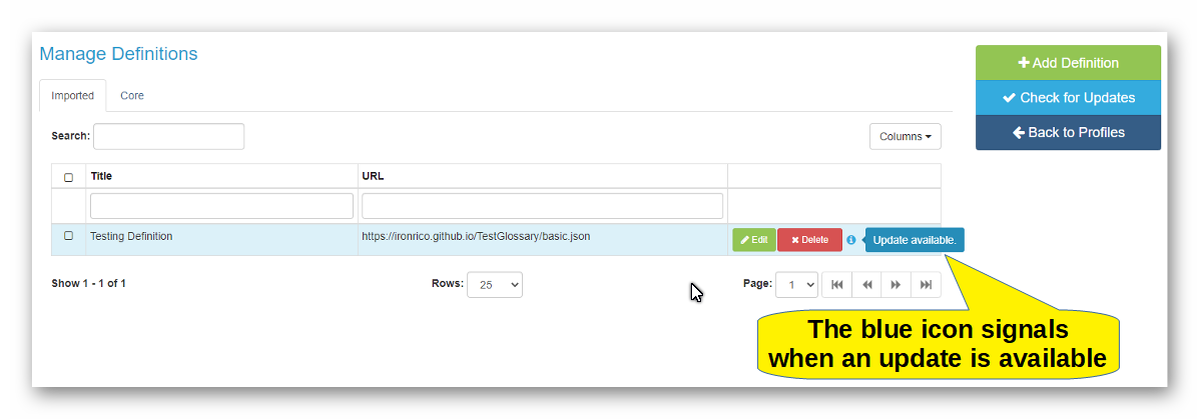 Manage Definitions
Add Definition
Check for Updates
Back to Profiles
Imported Core
Search:
Columns
Title URL
Testing Definition https://ironrico.github.io/TestGlossary/basic.json Edit Delete Update available.
Show 1 - 1 of 1 Rows: 25 Page: 1
The blue icon signals
when an update is available